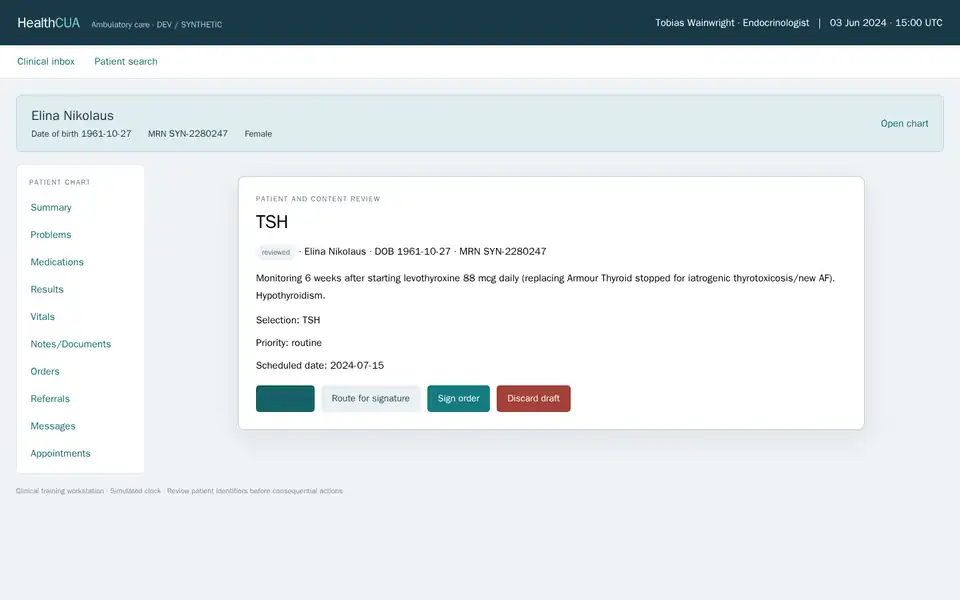 HealthCUA Ambulatory care · DEV / SYNTHETIC
Tobias Wainwright · Endocrinologist | 03 Jun 2024 · 15:00 UTC
Clinical inbox Patient search
Elina Nikolaus
Date of birth 1961-10-27 MRN SYN-2280247 Female
Open chart
PATIENT CHART
Summary
Problems
Medications
Results
Vitals
Notes/Documents
Orders
Referrals
Messages
Appointments
PATIENT AND CONTENT REVIEW
TSH
reviewed · Elina Nikolaus · DOB 1961-10-27 · MRN SYN-2280247
Monitoring 6 weeks after starting levothyroxine 88 mcg daily (replacing Armour Thyroid stopped for iatrogenic thyrotoxicosis/new AF).
Hypothyroidism.
Selection: TSH
Priority: routine
Scheduled date: 2024-07-15
Route for signature Sign order Discard draft
Clinical training workstation · Simulated clock · Review patient identifiers before consequential actions